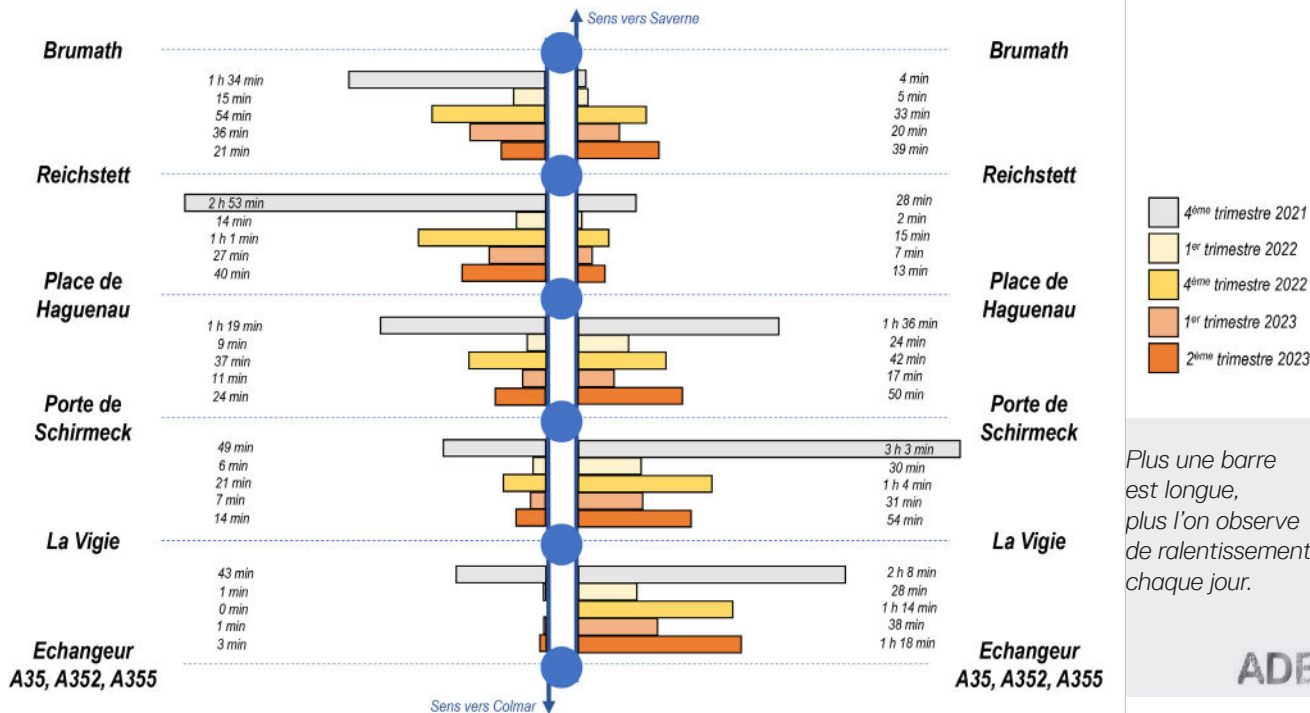 Sens vers Saverne
Brumath
Brumath
1 h 34 min
4 min
15 min
5 min
54 min
33 min
36 min
20 min
21 min
39 min
Reichstett
Reichstett
2 h 53 min
28 min
14 min
2 min
1 h 1 min
15 min
27 min
7 min
40 min
13 min
Place de
Haguenau
Place de
Haguenau
1 h 19 min
1 h 36 min
9 min
24 min
37 min
42 min
11 min
17 min
24 min
50 min
Porte de
Schirmeck
Porte de
Schirmeck
49 min
3 h 3 min
6 min
30 min
21 min
1 h 4 min
7 min
31 min
14 min
54 min
La Vigie
La Vigie
43 min
2 h 8 min
1 min
28 min
0 min
1 h 14 min
1 min
38 min
3 min
1 h 18 min
Echangeur
A35, A352, A355
Echangeur
A35, A352, A355
Sens vers Colmar
4ème trimestre 2021
1er trimestre 2022
4ème trimestre 2022
1er trimestre 2023
2ème trimestre 2023
Plus une barre
est longue,
plus l'on observe
de ralentissement
chaque jour.